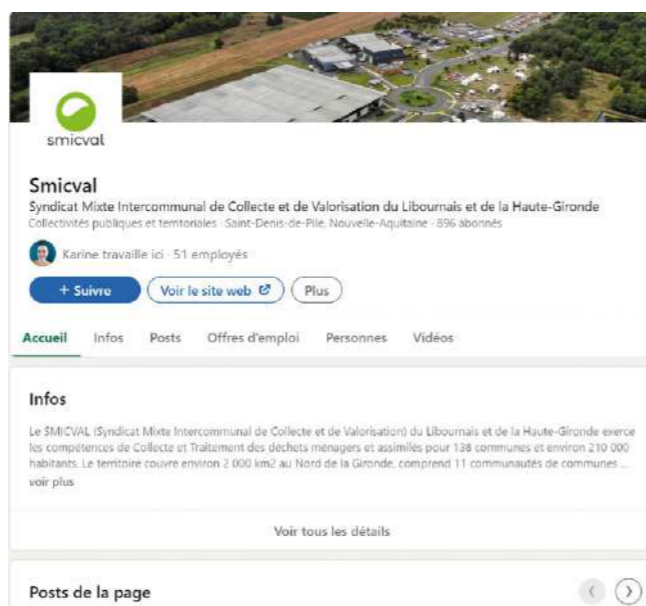 smicval
Smicval
Syndicat Mixte Intercommunal de Collecte et de Valorisation du Libournais et de la Haute-Gironde
Collectivités publiques et territoriales · Saint-Denis-de-Pile, Nouvelle-Aquitaine · 896 abonnés
Karine travaille ici · 51 employés
+ Suivre Voir le site web Plus
Accueil Infos Posts Offres d'emploi Personnes Vidéos
Infos
Le SMICVAL (Syndicat Mixte Intercommunal de Collecte et de Valorisation) du Libournais et de la Haute-Gironde exerce
les compétences de Collecte et Traitement des déchets ménagers et assimilés pour 138 communes et environ 210 000
habitants. Le territoire couvre environ 2 000 km2 au Nord de la Gironde, comprend 11 communautés de communes ...
voir plus
Voir tous les détails
Posts de la page